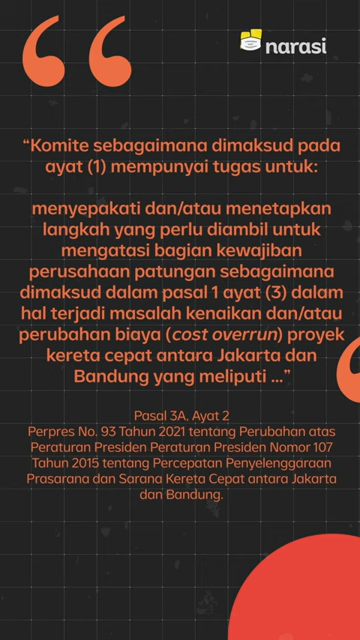 narasi
“Komite sebagaimana dimaksud pada
ayat (1) mempunyai tugas untuk:
menyepakati dan/atau menetapkan
langkah yang perlu diambil untuk
mengatasi bagian kewajiban
perusahaan patungan sebagaimana
dimaksud dalam pasal 1 ayat (3) dalam
hal terjadi masalah kenaikan dan/atau
perubahan biaya (cost overrun) proyek
kereta cepat antara Jakarta dan
Bandung yang meliputi ...”
Pasal 3A, Ayat 2
Perpres No. 93 Tahun 2021 tentang Perubahan atas
Peraturan Presiden Peraturan Presiden Nomor 107
Tahun 2015 tentang Percepatan Penyelenggaraan
Prasarana dan Sarana Kereta Cepat antara Jakarta
dan Bandung.